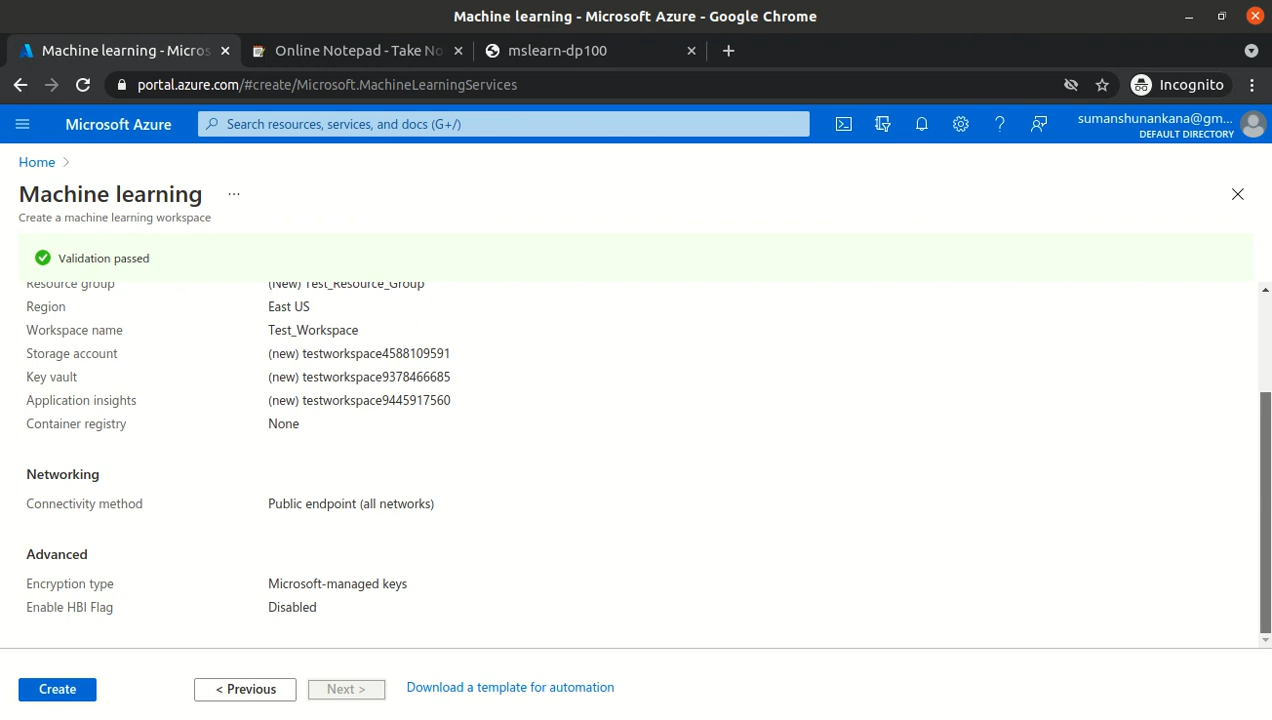 Machine learning - Microsoft Azure - Google Chrome
Machine learning - Micros
Online Notepad - Take No
mslearn-dp100
portal.azure.com/#create/Microsoft.MachineLearningServices
Incognito
Microsoft Azure
Search resources, services, and docs (G+/)
sumanshunankana@gm...
DEFAULT DIRECTORY
Home >
Machine learning ...
Create a machine learning workspace
Validation passed
Resource group (New) Test_Resource_Group
Region East US
Workspace name Test_Workspace
Storage account (new) testworkspace4588109591
Key vault (new) testworkspace9378466685
Application insights (new) testworkspace9445917560
Container registry None
Networking
Connectivity method Public endpoint (all networks)
Advanced
Encryption type Microsoft-managed keys
Enable HBI Flag Disabled
Create < Previous Next > Download a template for automation